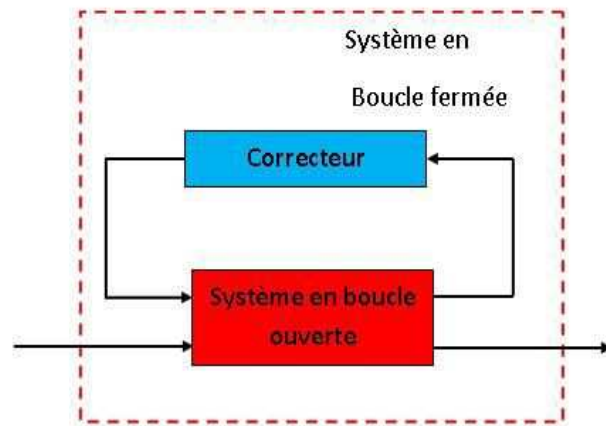 Système en
Boucle fermée
Correcteur
Système en boucle
ouverte